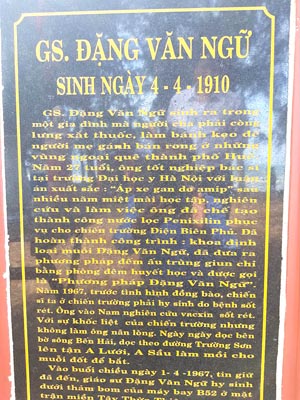 GS. ĐẶNG VĂN NGỮ
SINH NGÀY 4 - 4 - 1910
GS. Đặng Văn Ngữ sinh ra trong
một gia đình mà người cha phải còng
lưng xắt thuốc, làm bánh kẹo để
người mẹ gánh bán rong ở những
vùng ngoại quê thành phố Huế.
Năm 27 tuổi, ông tốt nghiệp bác sĩ
tại trường Đại học y Hà Nội với luận
án xuất sắc : "Áp xe gan do amip" sau
nhiều năm miệt mài học tập, nghiên
cứu và làm việc ông đã chế tạo
thành công nước lọc Penixilin phục
vụ cho chiến trường Điện Biên Phủ. Đã
hoàn thành công trình : khoa định
loại muỗi Đặng Văn Ngữ, đã đưa ra
phương pháp đếm ấu trùng giun chỉ
bằng phòng đếm huyết học và được gọi
là "Phương pháp Đặng Văn Ngữ".
Năm 1967, trước tình hình đồng bào, chiến
sĩ ta ở chiến trường phải hy sinh do bệnh sốt
rét. Ông vào Nam nghiên cứu vacxin sốt rét.
Với sự khốc liệt của chiến trường nhưng
không làm ông nản lòng. Ngày ngày dọc bên
bờ sông Bến Hải, dọc theo đường Trường Sơn
lên tận A Lưới, A Sầu làm mồi cho
muỗi đốt để bắt.
Vào buổi chiều ngày 1-4-1967, tin giữ
đã đến, giáo sư Đặng Văn Ngữ hy sinh
dưới thảm bom của máy bay B52 ở mặt
trận miền Tây